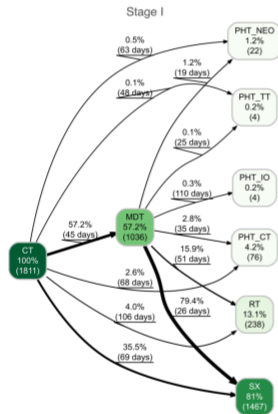 Stage I
PHT_NEO
1.2%
(22)
0.5%
(63 days)
1.2%
(19 days)
0.1%
(48 days)
PHT_TT
0.2%
(4)
0.1%
(25 days)
PHT_IO
0.2%
(4)
0.3%
(110 days)
MDT
57.2%
(1036)
57.2%
(45 days)
2.8%
(35 days)
PHT_CT
4.2%
(76)
15.9%
(51 days)
CT
100%
(1811)
2.6%
(68 days)
79.4%
(26 days)
RT
13.1%
(238)
4.0%
(106 days)
35.5%
(69 days)
SX
81%
(1467)